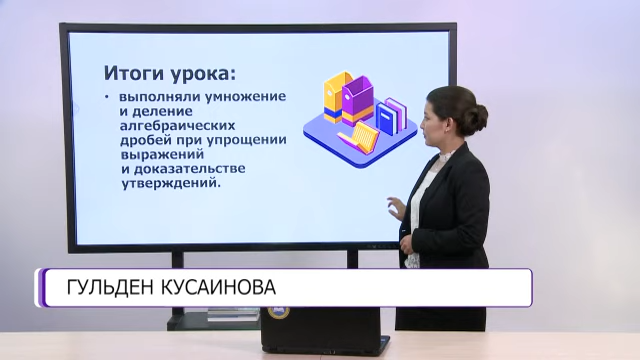 Итоги урока:
• выполняли умножение
и деление
алгебраических
дробей при упрощении
выражений
и доказательстве
утверждений.
ГУЛЬДЕН КУСАИНОВА